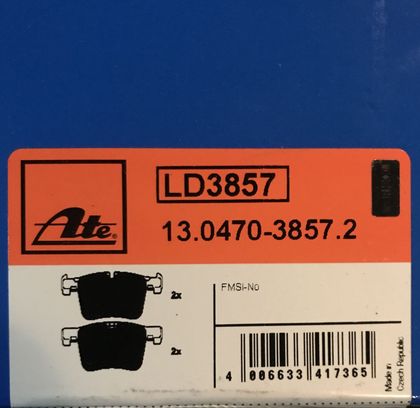 LD3857
Ate®
13.0470-3857.2
2x
FMSI-No
2x
4 006633 417365
Made in
Czech Republic